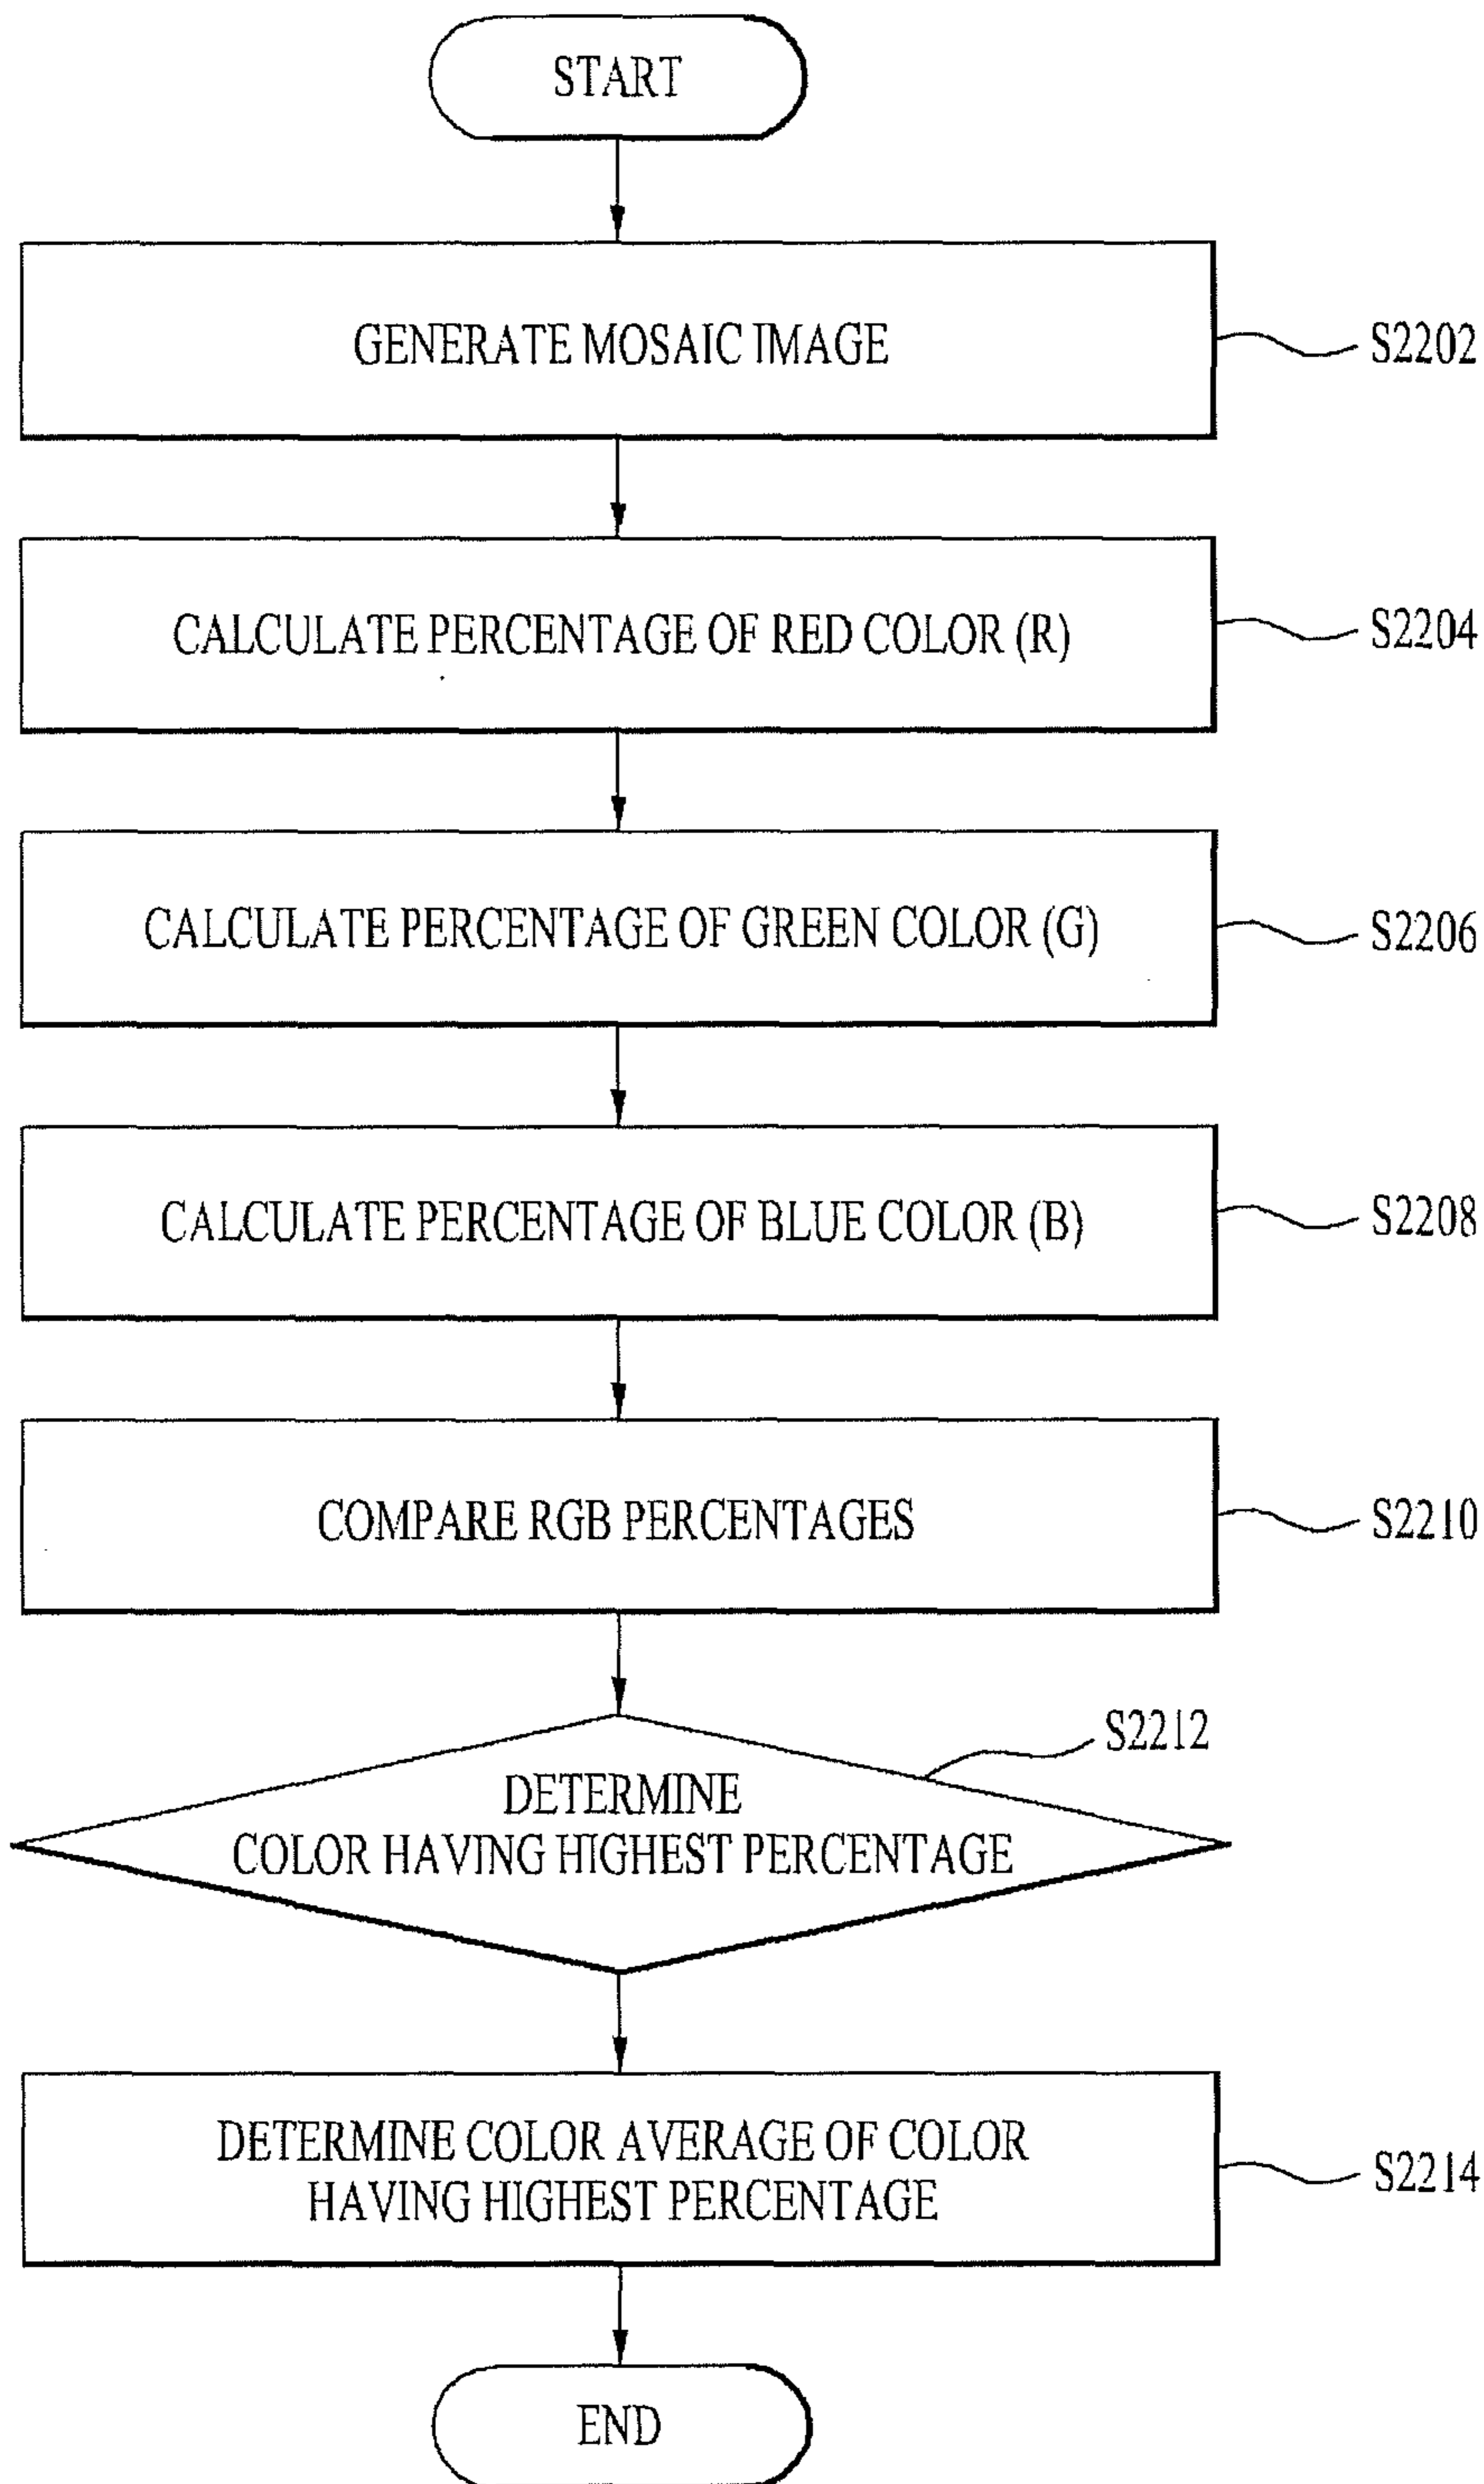 START
GENERATE MOSAIC IMAGE
S2202
CALCULATE PERCENTAGE OF RED COLOR (R)
S2204
CALCULATE PERCENTAGE OF GREEN COLOR (G)
S2206
CALCULATE PERCENTAGE OF BLUE COLOR (B)
S2208
COMPARE RGB PERCENTAGES
S2210
S2212
DETERMINE
COLOR HAVING HIGHEST PERCENTAGE
DETERMINE COLOR AVERAGE OF COLOR
HAVING HIGHEST PERCENTAGE
S2214
END